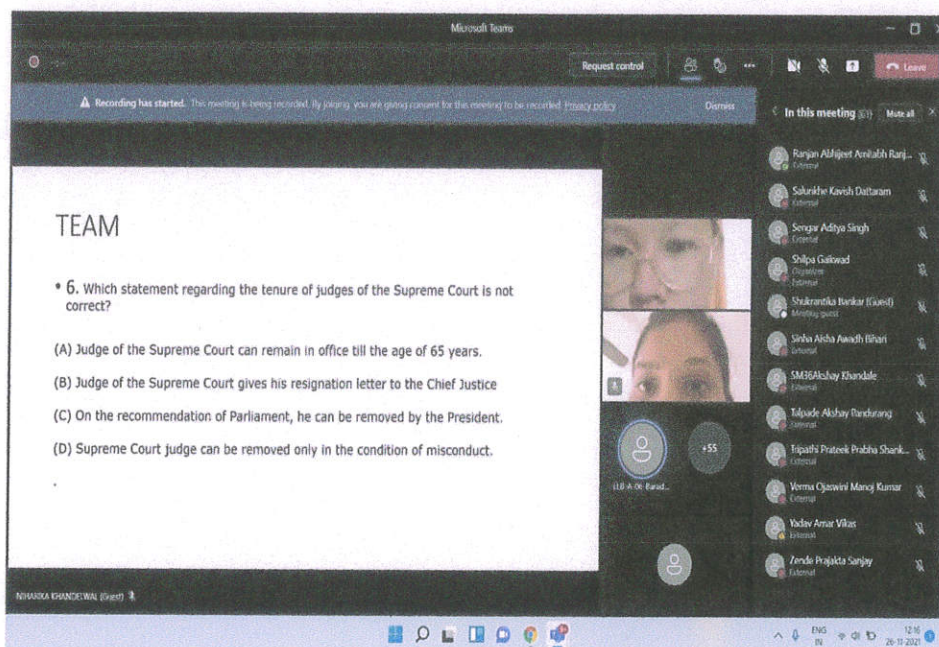 Microsoft Teams
Request control
Leave
Recording has started. This meeting is being recorded. By joining, you are giving consent for this meeting to be recorded. Privacy policy
Dismiss
In this meeting (61)
Mute all
TEAM
• 6. Which statement regarding the tenure of judges of the Supreme Court is not
correct?
(A) Judge of the Supreme Court can remain in office till the age of 65 years.
(B) Judge of the Supreme Court gives his resignation letter to the Chief Justice
(C) On the recommendation of Parliament, he can be removed by the President.
(D) Supreme Court judge can be removed only in the condition of misconduct.
+55
Ranjan Abhijeet Amitabh Ranj...
External
Salunkhe Kavish Dattaram
External
Sengar Aditya Singh
External
Shilpa Gaikwad
Organizer
External
Shukrantika Bankar (Guest)
Meeting guest
Sinha Aisha Awadh Bihari
External
SM36Akshay Khandale
External
Talpade Akshay Pandurang
External
Tripathi Prateek Prabha Shank...
External
Verma Ojaswini Manoj Kumar
External
Yadav Amar Vikas
External
Zende Prajakta Sanjay
External
NIHARIKA KHANDELWAL (Guest)
ENG
IN
12:16
26-11-2021